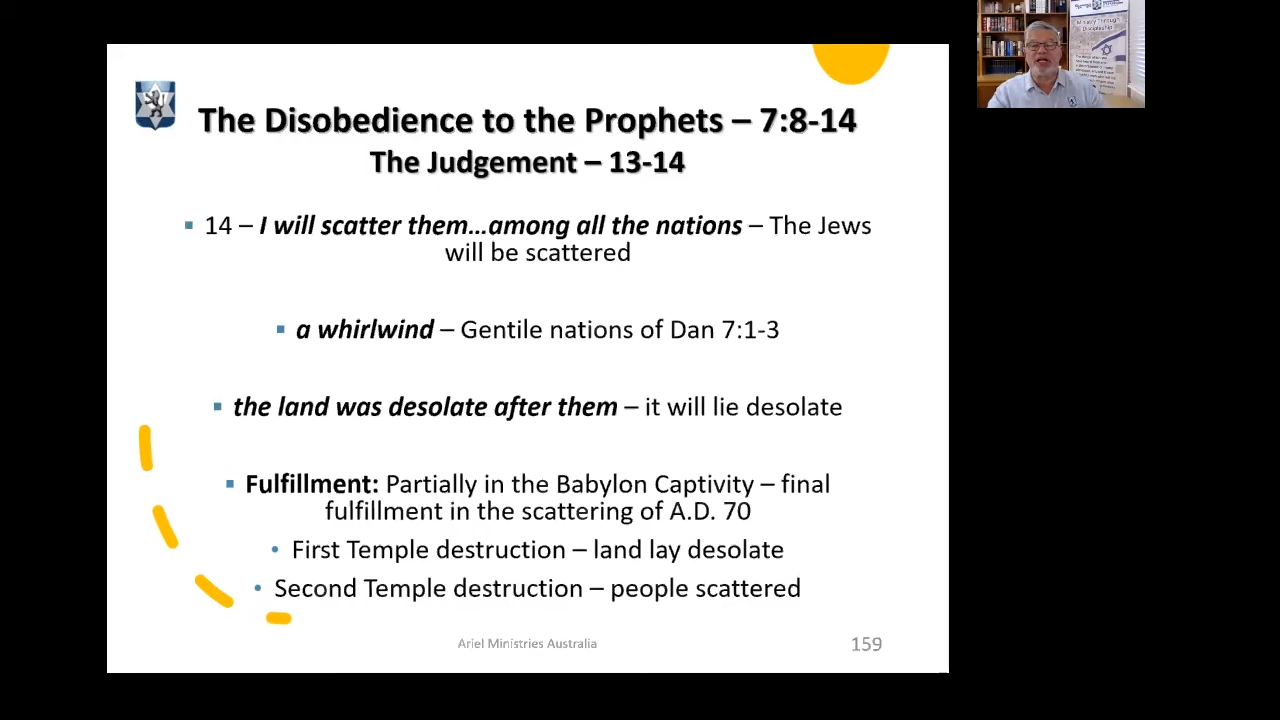 The Disobedience to the Prophets – 7:8-14
The Judgement – 13-14
▪ 14 – I will scatter them...among all the nations – The Jews
will be scattered
▪ a whirlwind – Gentile nations of Dan 7:1-3
▪ the land was desolate after them – it will lie desolate
▪ Fulfillment: Partially in the Babylon Captivity – final
fulfillment in the scattering of A.D. 70
• First Temple destruction – land lay desolate
• Second Temple destruction – people scattered
Ariel Ministries Australia
159
Ministry Through
Discipleship